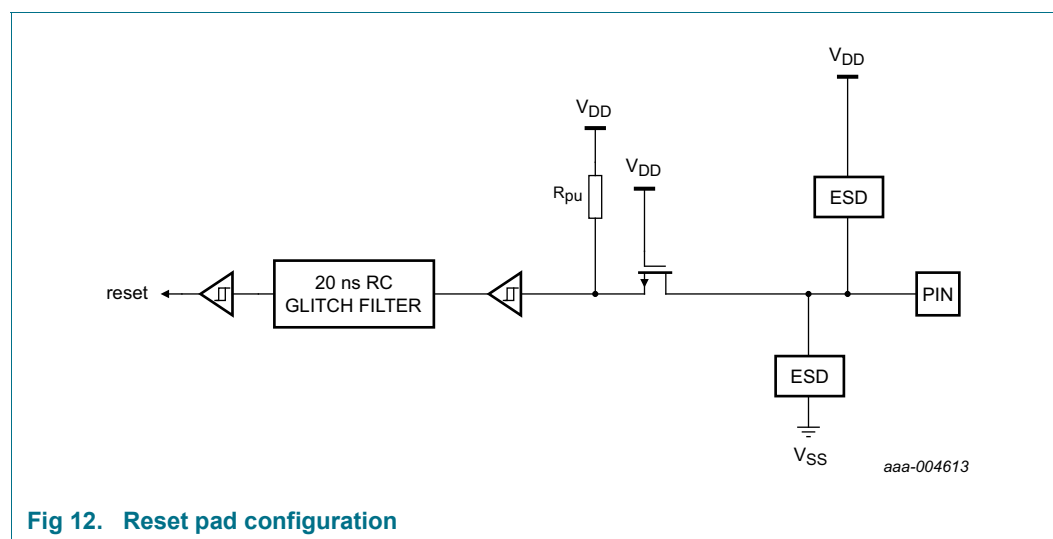 VDD
VDD
VDD
Rpu
ESD
reset
20 ns RC
GLITCH FILTER
PIN
ESD
VSS
aaa-004613
Fig 12. Reset pad configuration